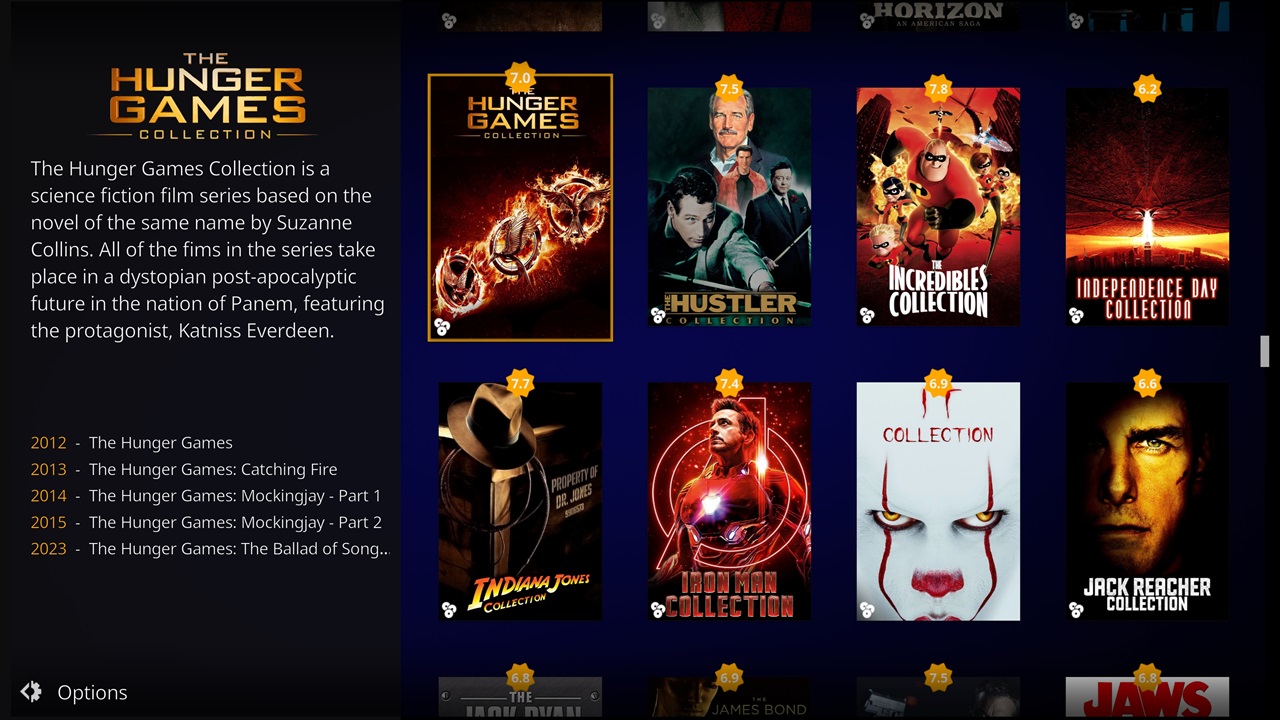 THE
HUNGER
GAMES
COLLECTION
The Hunger Games Collection is a
science fiction film series based on the
novel of the same name by Suzanne
Collins. All of the fims in the series take
place in a dystopian post-apocalyptic
future in the nation of Panem, featuring
the protagonist, Katniss Everdeen.
2012 - The Hunger Games
2013 - The Hunger Games: Catching Fire
2014 - The Hunger Games: Mockingjay - Part 1
2015 - The Hunger Games: Mockingjay - Part 2
2023 - The Hunger Games: The Ballad of Song...
Options
HORIZON
AN AMERICAN SAGA
7.0
THE
HUNGER
GAMES
COLLECTION
7.5
THE
HUSTLER
COLLECTION
7.8
THE
INCREDIBLES
COLLECTION
6.2
INDEPENDENCE DAY
COLLECTION
7.7
PROPERTY OF
DR. JONES
INDIANA JONES
COLLECTION
7.4
IRON MAN
COLLECTION
6.9
IT
COLLECTION
6.6
JACK REACHER
COLLECTION
6.8
THE
JACK RYAN
6.9
THE
JAMES BOND
7.5
6.8
JAWS